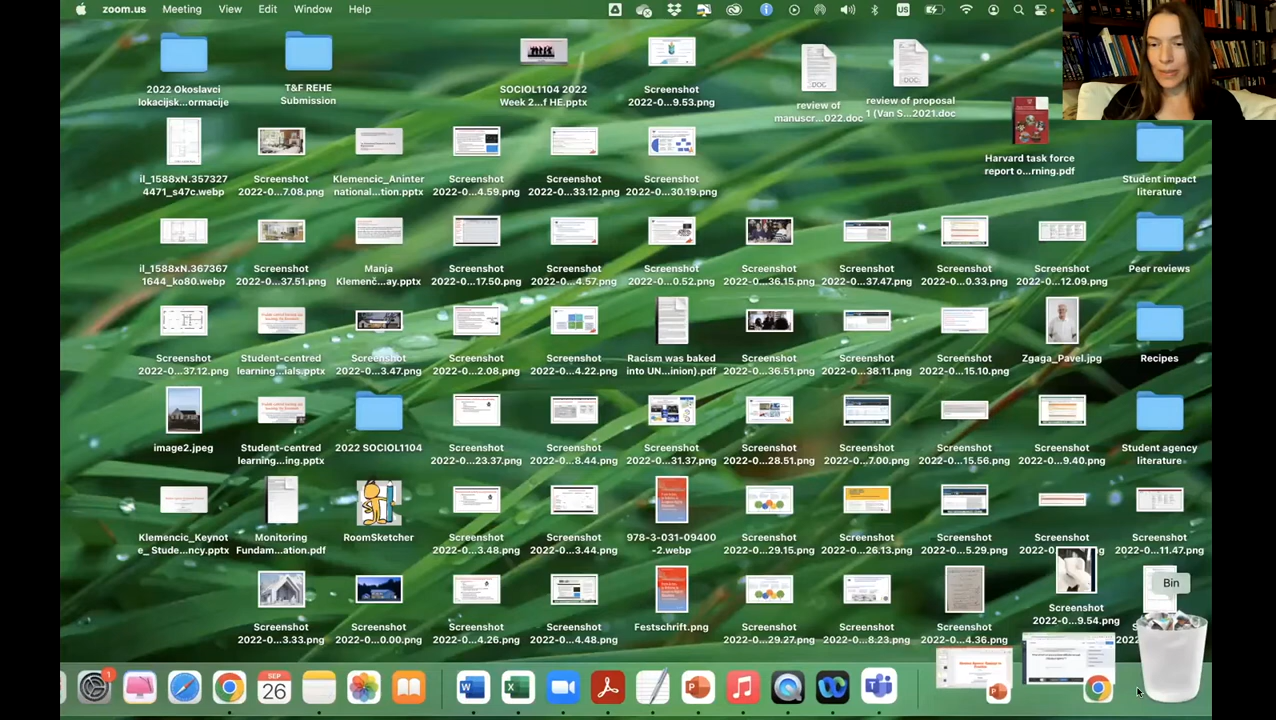 zoom.us Meeting View Edit Window Help
US
2022 Okoslavci
lokacijsk...ormacije
T&F REHE
Submission
SOCIOL1104 2022
Week 2...f HE.pptx
Screenshot
2022-0...9.53.png
review of
manuscr...022.doc
review of proposal
1 (Van S...2021.doc
DOC
DOC
Harvard task force
report o...rning.pdf
Student impact
literature
il_1588xN.357327
4471_s47c.webp
Screenshot
2022-0...7.08.png
Klemencic_Aninter
national...tion.pptx
Screenshot
2022-0...4.59.png
Screenshot
2022-0...33.12.png
Screenshot
2022-0...30.19.png
il_1588xN.367367
1644_ko80.webp
Screenshot
2022-0...37.51.png
Manja
Klemenč...ay.pptx
Screenshot
2022-0...17.50.png
Screenshot
2022-0...4.57.png
Screenshot
2022-0...0.52.png
Screenshot
2022-0...36.15.png
Screenshot
2022-0...37.47.png
Screenshot
2022-0...0.33.png
Screenshot
2022-0...12.09.png
Peer reviews
Screenshot
2022-0...37.12.png
Student-centred
learning...ials.pptx
Screenshot
2022-0...3.47.png
Screenshot
2022-0...2.08.png
Screenshot
2022-0...4.22.png
Racism was baked
into UN...inion).pdf
Screenshot
2022-0...36.51.png
Screenshot
2022-0...38.11.png
Screenshot
2022-0...15.10.png
Zgaga_Pavel.jpg
Recipes
image2.jpeg
Student-centred
learning...ing.pptx
2022 SOCIOL1104
Screenshot
2022-0...23.37.png
Screenshot
2022-0...8.44.png
Screenshot
2022-0...31.37.png
Screenshot
2022-0...28.51.png
Screenshot
2022-0...7.00.png
Screenshot
2022-0...15.56.png
Screenshot
2022-0...9.40.png
Student agency
literature
Klemencic_Keynot
e_ Stude...ncy.pptx
Monitoring
Fundam...ation.pdf
RoomSketcher
Screenshot
2022-0...3.48.png
Screenshot
2022-0...3.44.png
978-3-031-09400
-2.webp
Screenshot
2022-0...29.15.png
Screenshot
2022-0...26.13.png
Screenshot
2022-0...5.29.png
Screenshot
Screenshot
2022-0...11.47.png
Screenshot
2022-0...3.33.png
Screenshot
2022-0...0.00.png
Screenshot
2022-0...4.26.png
Screenshot
2022-0...4.48.png
Festschrift.png
Screenshot
2022-0...29.27.png
Screenshot
2022-0...8.23.png
Screenshot
2022-0...4.36.png
Screenshot
2022-0...9.54.png
Bin
1
SEP
26